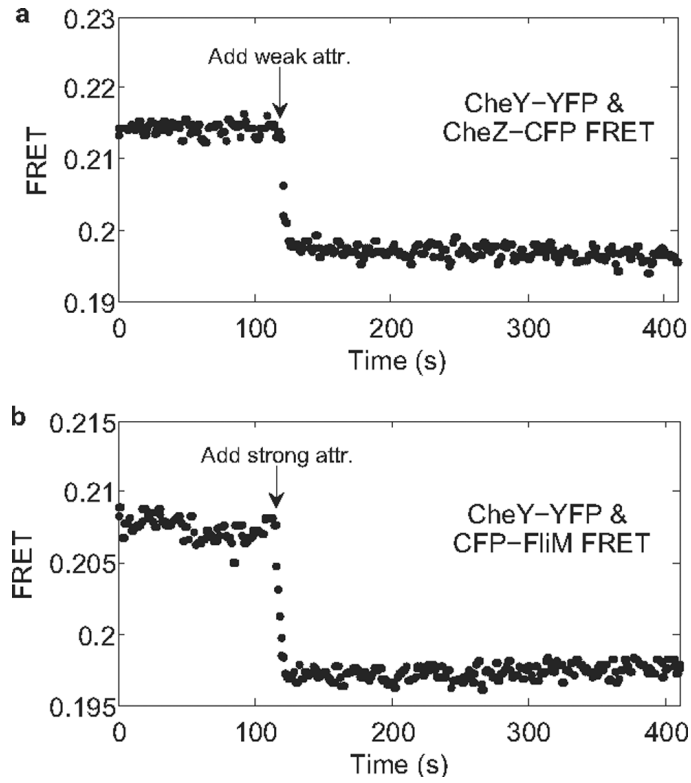 a
0.23
0.22
0.21
0.2
0.19
FRET
Add weak attr.
CheY-YFP &
CheZ-CFP FRET
0 100 200 300 400
Time (s)
b
0.215
0.21
0.205
0.2
0.195
FRET
Add strong attr.
CheY-YFP &
CFP-FliM FRET
0 100 200 300 400
Time (s)